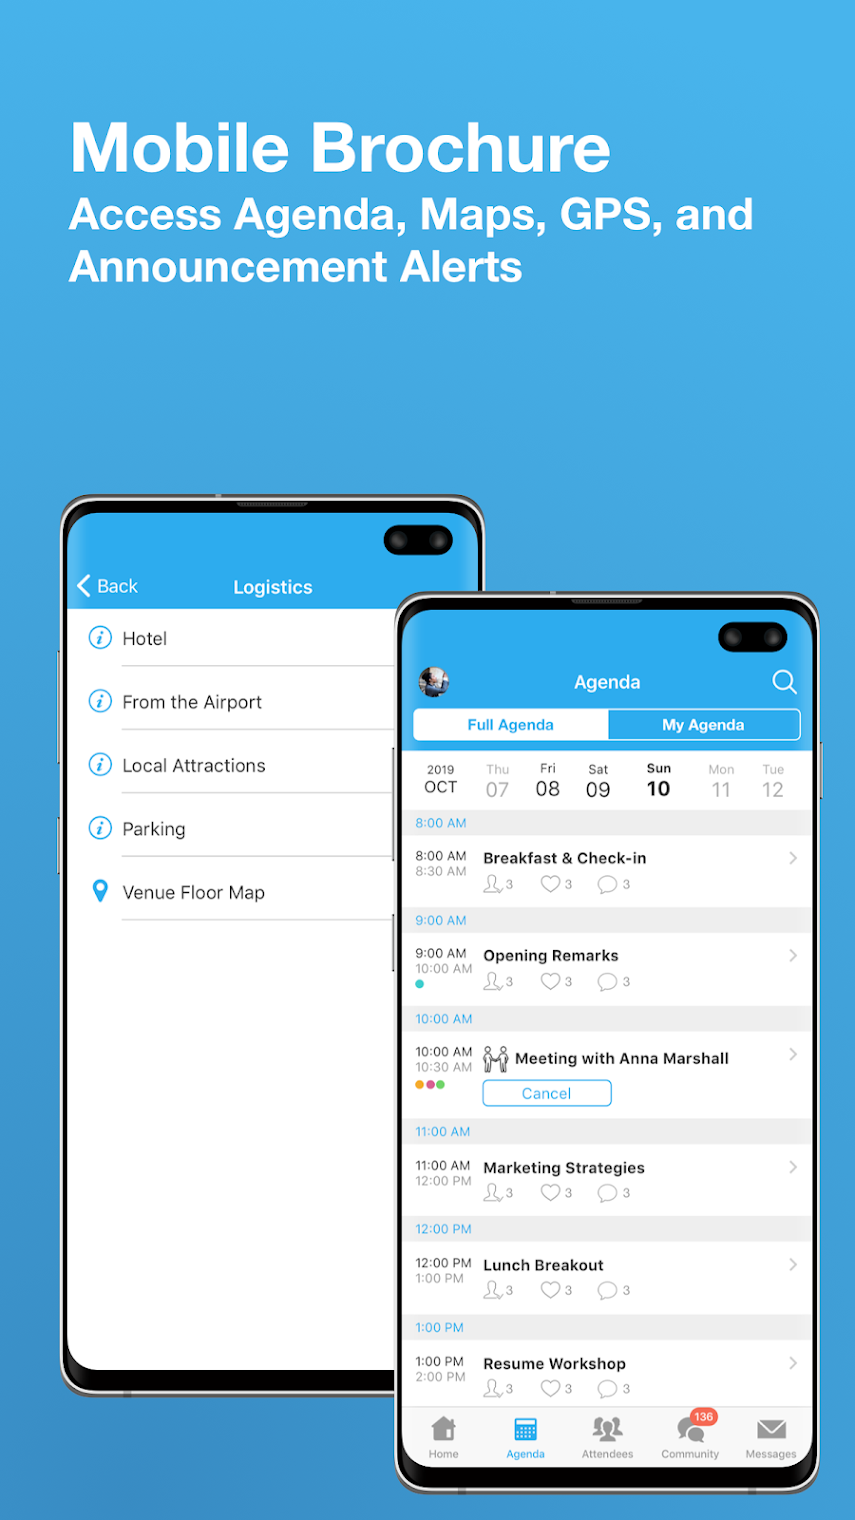 Mobile Brochure
Access Agenda, Maps, GPS, and
Announcement Alerts
Back
Logistics
Hotel
From the Airport
Local Attractions
Parking
Venue Floor Map
Agenda
Full Agenda
My Agenda
2019 Thu Fri Sat Sun Mon Tue
OCT 07 08 09 10 11 12
8:00 AM
8:00 AM Breakfast & Check-in
8:30 AM 3 3 3
9:00 AM
9:00 AM Opening Remarks
10:00 AM 3 3 3
10:00 AM
10:00 AM Meeting with Anna Marshall
10:30 AM
Cancel
11:00 AM
11:00 AM Marketing Strategies
12:00 PM 3 3 3
12:00 PM
12:00 PM Lunch Breakout
1:00 PM 3 3 3
1:00 PM
1:00 PM Resume Workshop
2:00 PM 3 3 3
136
Home Agenda Attendees Community Messages